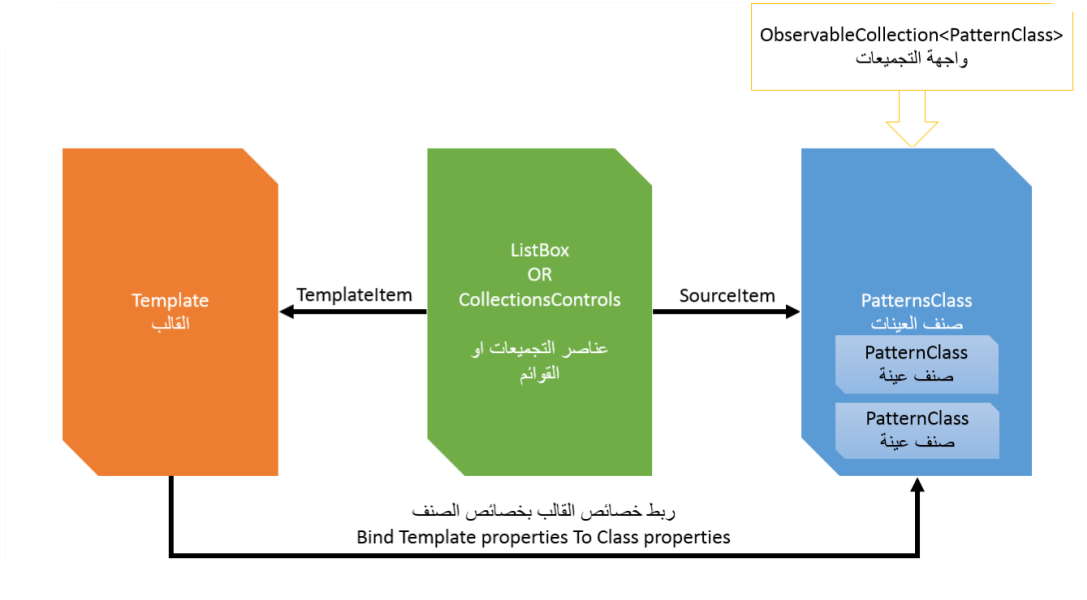 ObservableCollection<PatternClass>
واجهة التجميعات
Template
القالب
TemplateItem
ListBox
OR
CollectionsControls
عناصر التجميعات او
القوائم
SourceItem
PatternsClass
صنف العينات
PatternClass
صنف عينة
PatternClass
صنف عينة
ربط خصائص القالب بخصائص الصنف
Bind Template properties To Class properties